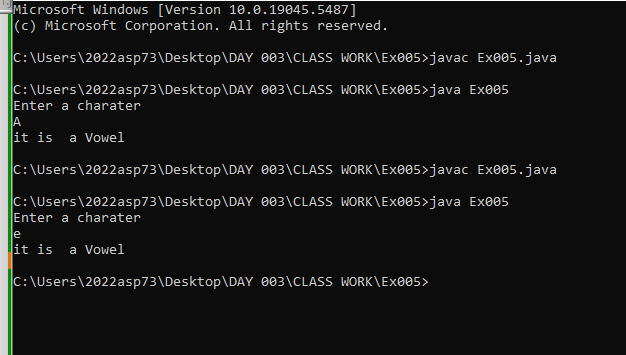 Microsoft Windows [Version 10.0.19045.5487]
(c) Microsoft Corporation. All rights reserved.
C:\Users\2022asp73\Desktop\DAY 003\CLASS WORK\Ex005>javac Ex005.java
C:\Users\2022asp73\Desktop\DAY 003\CLASS WORK\Ex005>java Ex005
Enter a charater
A
it is  a Vowel
C:\Users\2022asp73\Desktop\DAY 003\CLASS WORK\Ex005>javac Ex005.java
C:\Users\2022asp73\Desktop\DAY 003\CLASS WORK\Ex005>java Ex005
Enter a charater
e
it is  a Vowel
C:\Users\2022asp73\Desktop\DAY 003\CLASS WORK\Ex005>